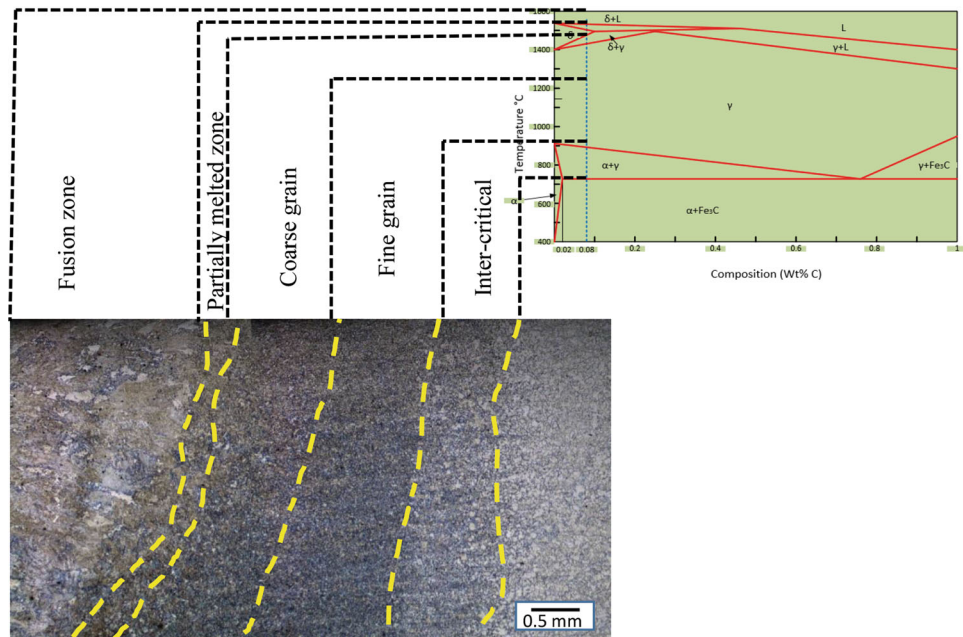 Fusion zone
Partially melted zone
Coarse grain
Fine grain
Inter-critical
Temperature °C
1600
1400
1200
1000
800
600
400
δ+L
L
δ
δ+γ
γ+L
γ
α+γ
γ+Fe₃C
α
α+Fe₃C
0.02
0.08
0.2
0.4
0.6
0.8
1
Composition (Wt% C)
0.5 mm